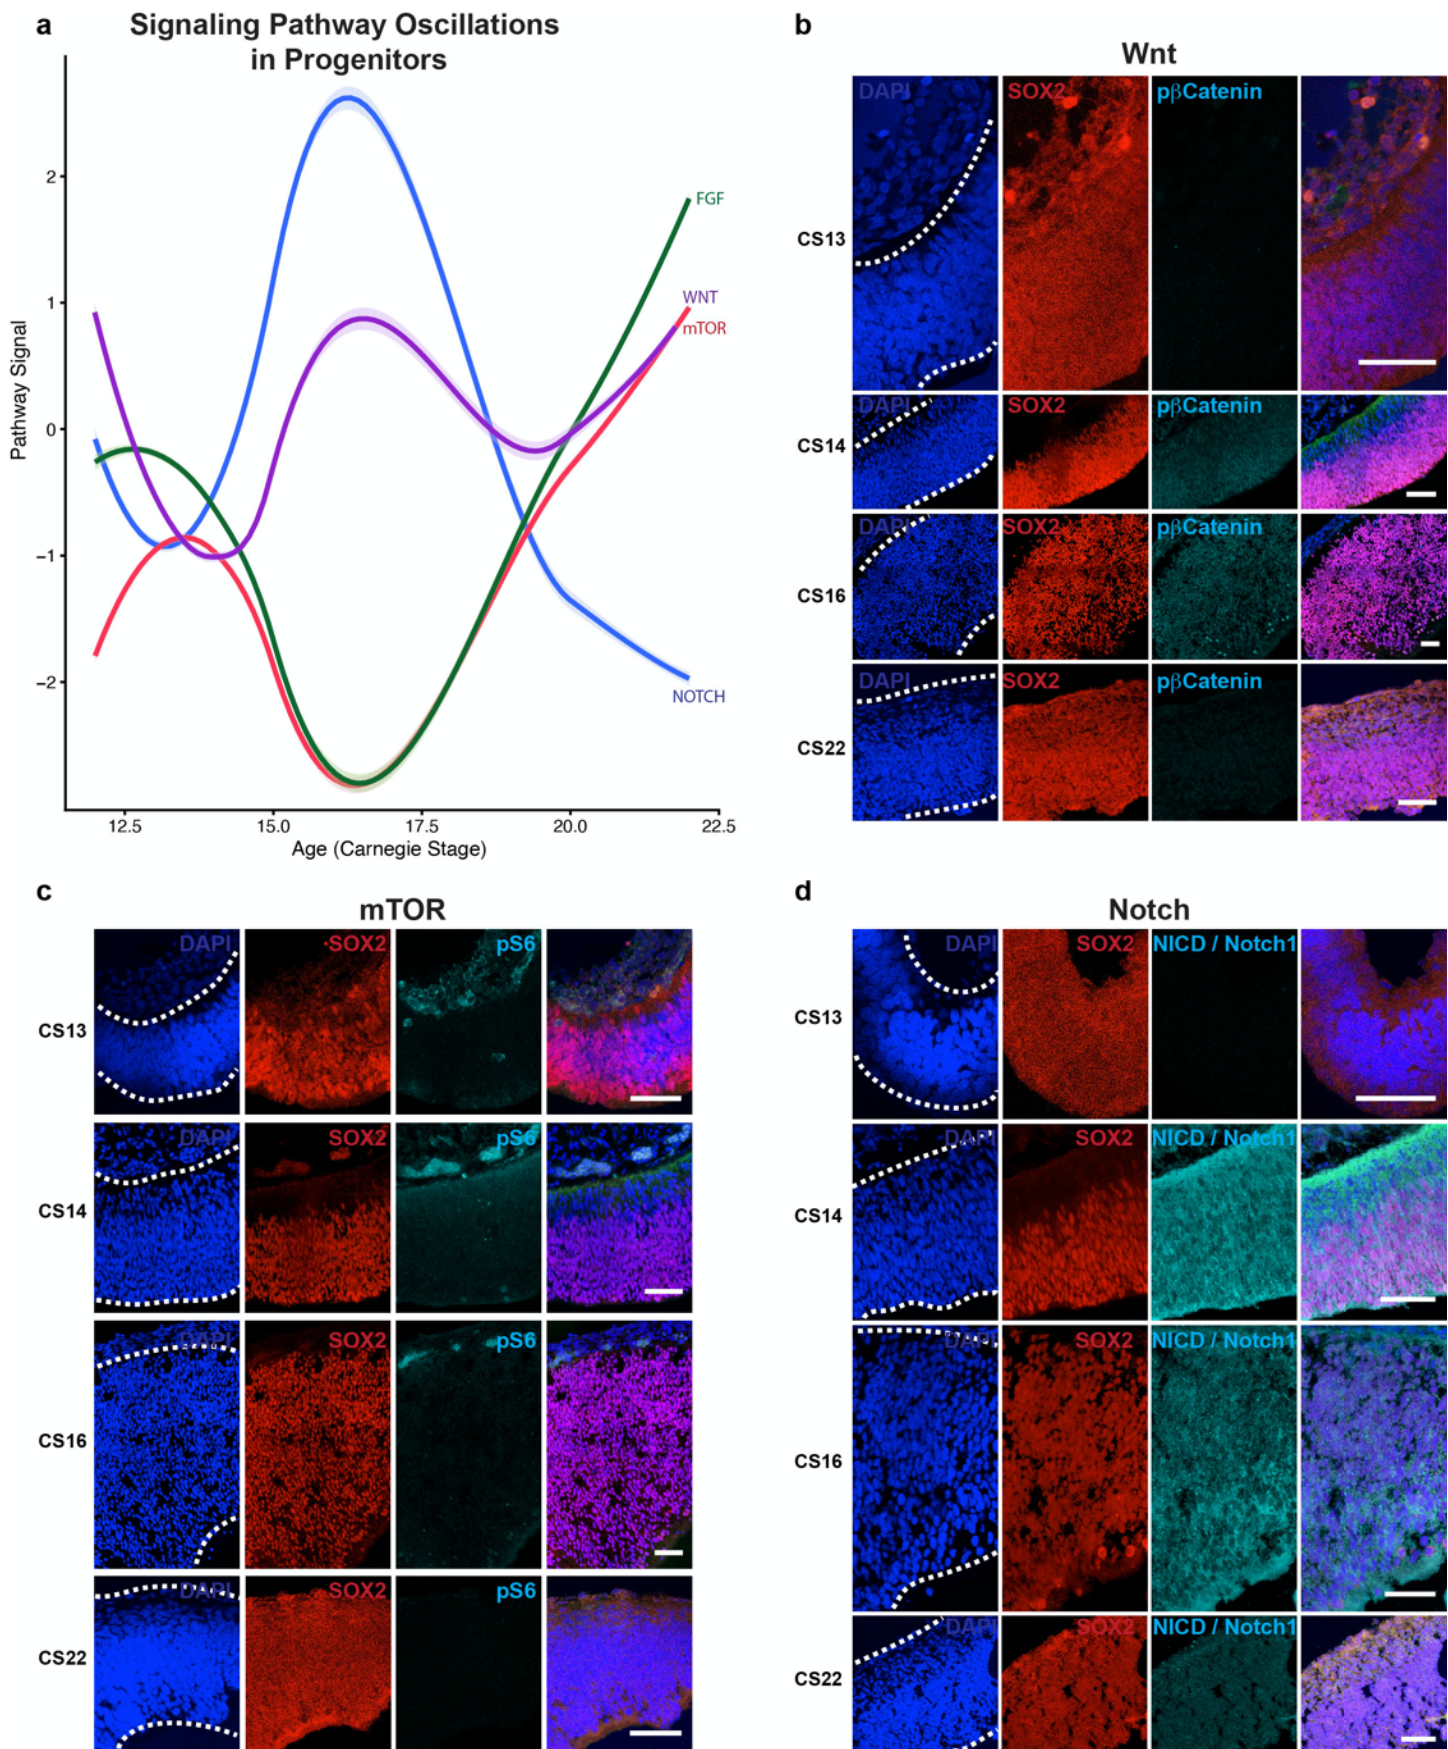 a
Signaling Pathway Oscillations
in Progenitors
Pathway Signal
2
1
0
−1
−2
FGF
WNT
mTOR
NOTCH
12.5 15.0 17.5 20.0 22.5
Age (Carnegie Stage)
b
Wnt
DAPI SOX2 pβCatenin
CS13
DAPI SOX2 pβCatenin
CS14
DAPI SOX2 pβCatenin
CS16
DAPI SOX2 pβCatenin
CS22
c
mTOR
DAPI SOX2 pS6
CS13
DAPI SOX2 pS6
CS14
DAPI SOX2 pS6
CS16
DAPI SOX2 pS6
CS22
d
Notch
DAPI SOX2 NICD / Notch1
CS13
DAPI SOX2 NICD / Notch1
CS14
DAPI SOX2 NICD / Notch1
CS16
DAPI SOX2 NICD / Notch1
CS22